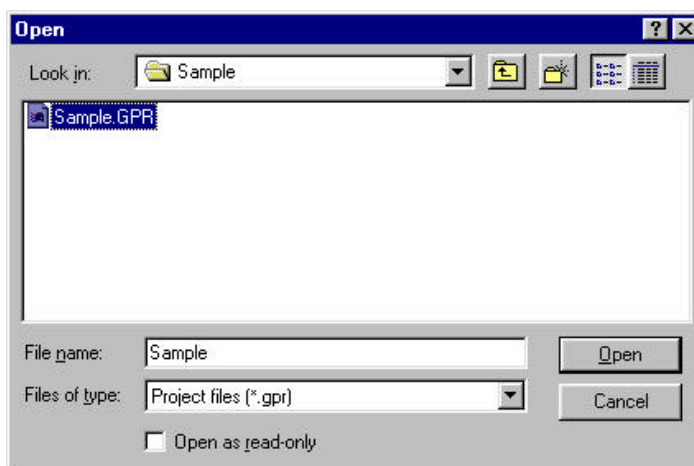 Open
Look in: Sample
Sample.GPR
File name: Sample Open
Files of type: Project files (*.gpr) Cancel
Open as read-only